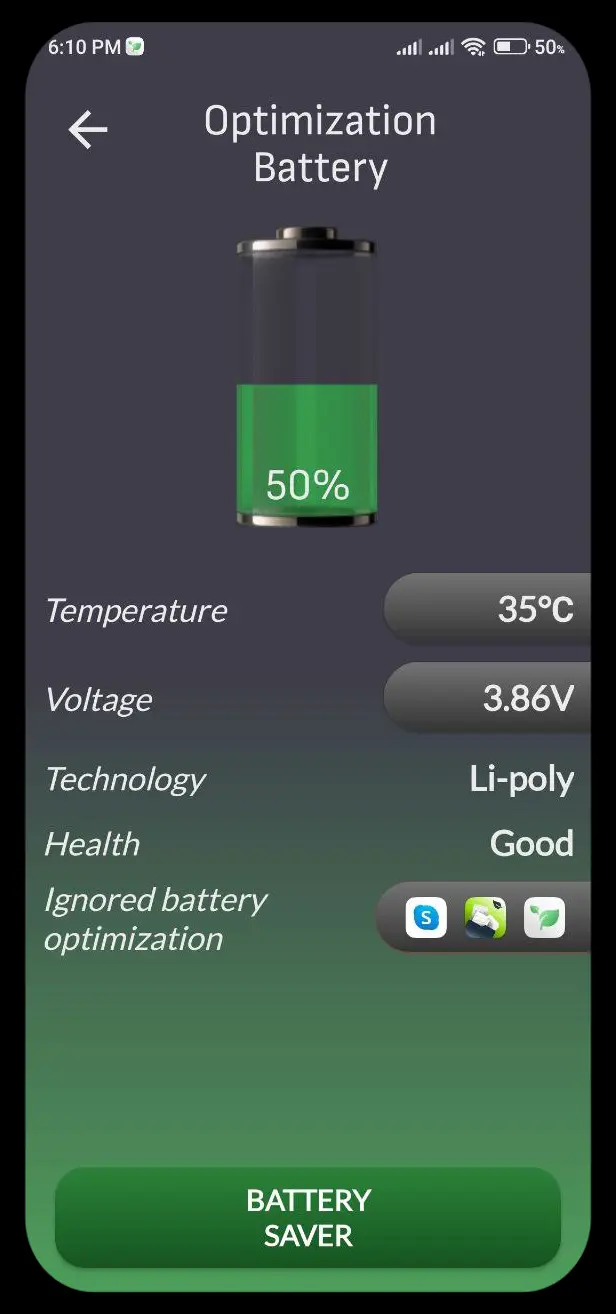 6:10 PM 50%
Optimization
Battery
50%
Temperature 35°C
Voltage 3.86V
Technology Li-poly
Health Good
Ignored battery
optimization
S
BATTERY
SAVER